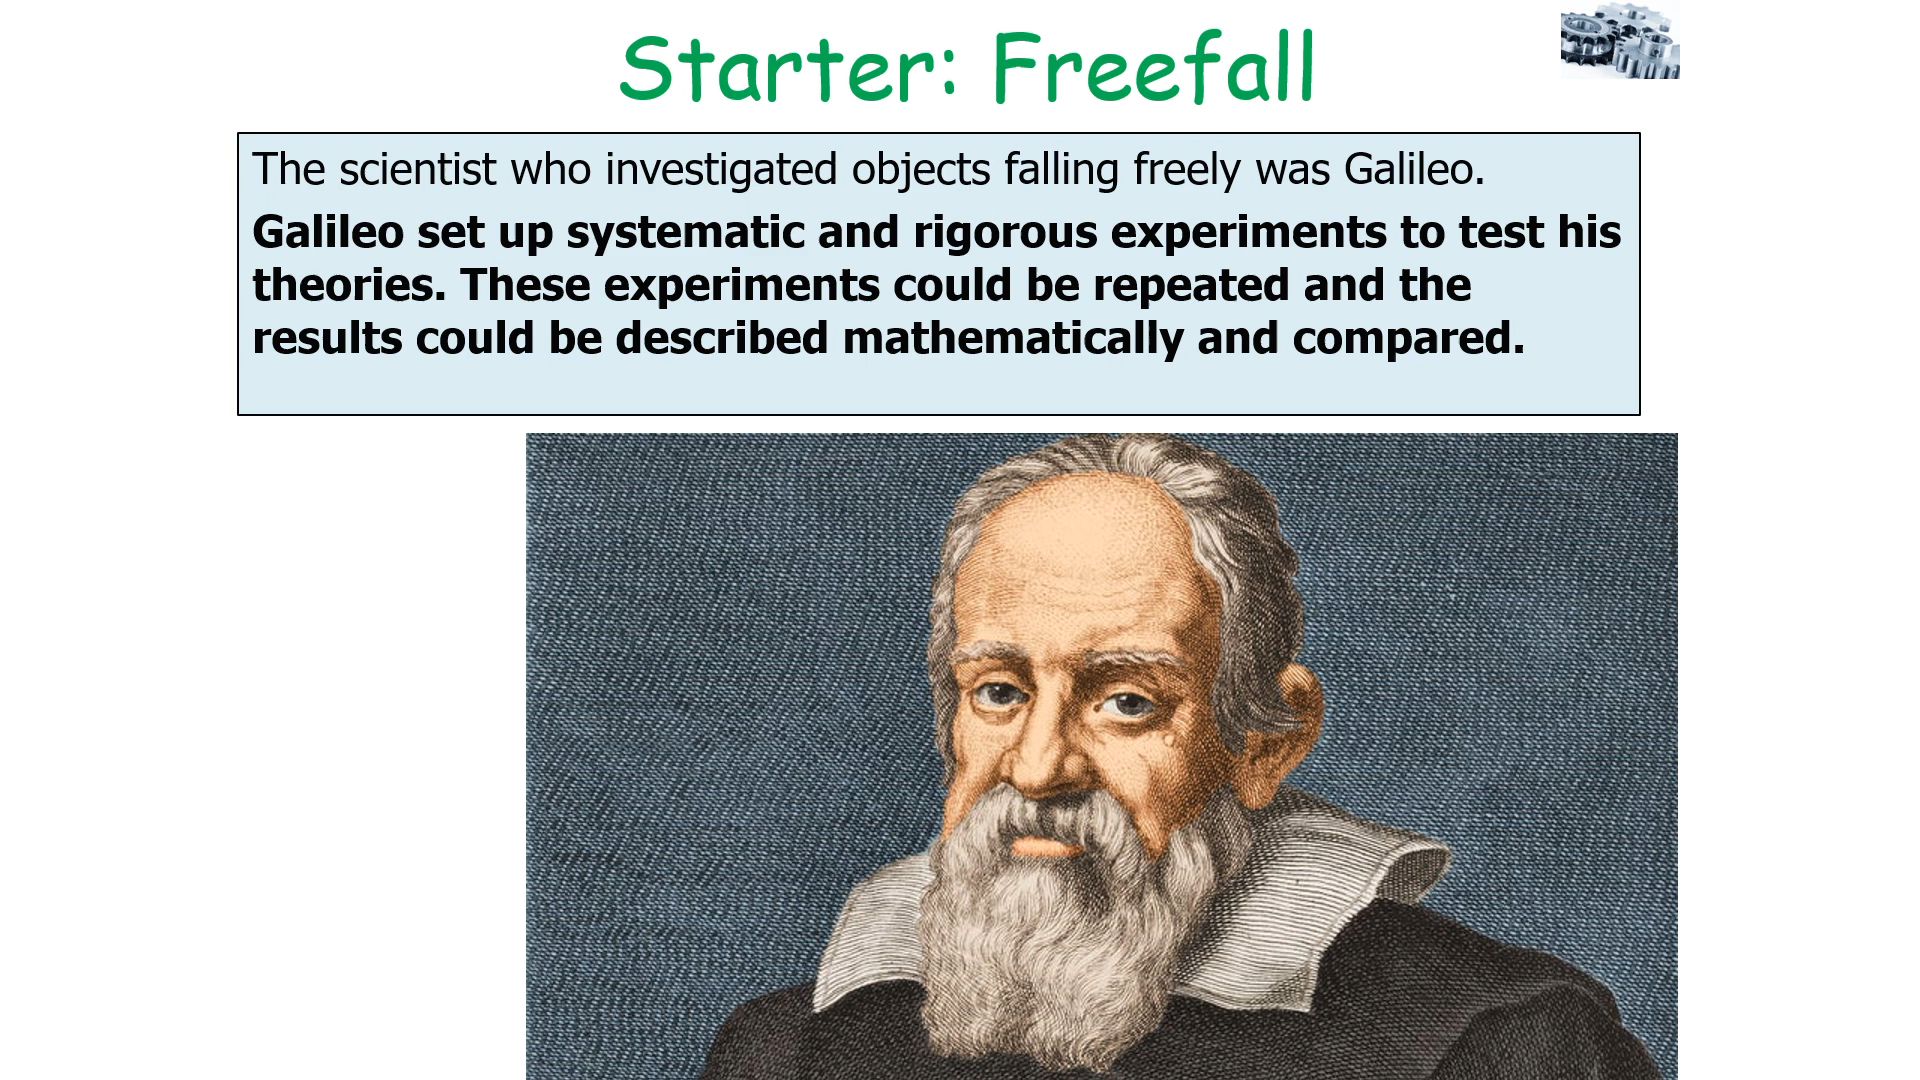 Starter: Freefall
The scientist who investigated objects falling freely was Galileo.
Galileo set up systematic and rigorous experiments to test his
theories. These experiments could be repeated and the
results could be described mathematically and compared.